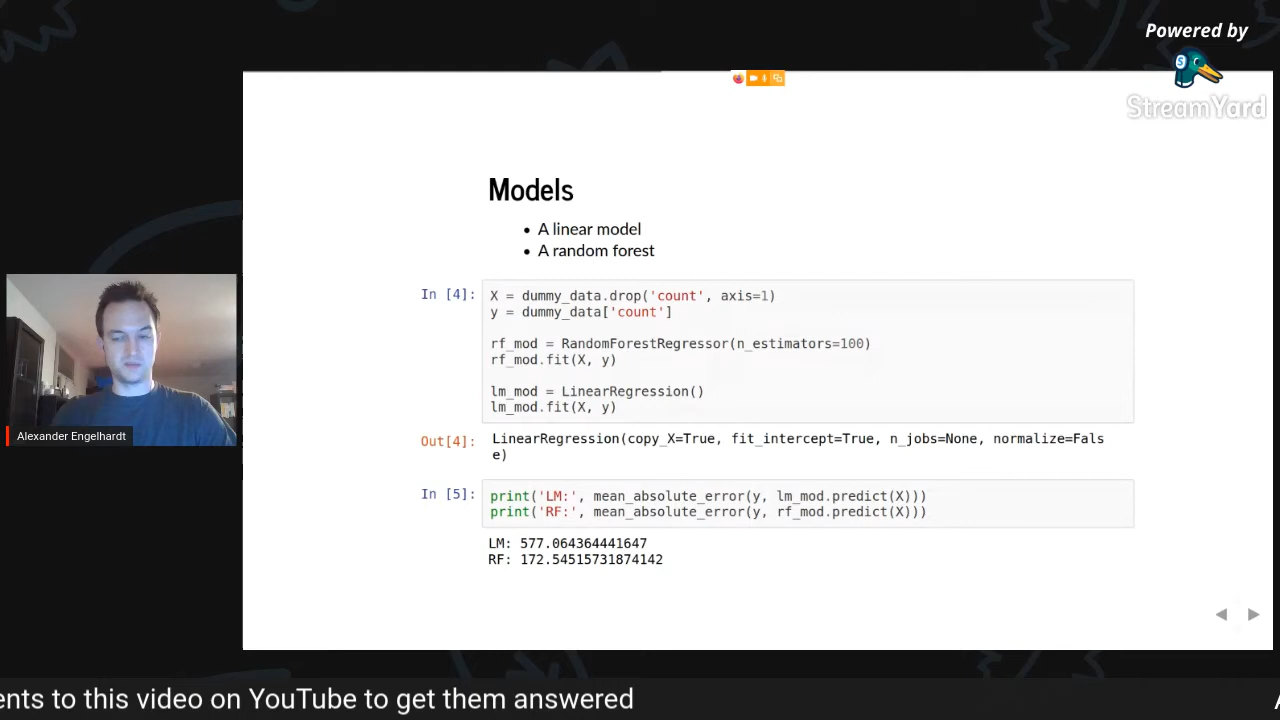 Powered by
StreamYard
Models
• A linear model
• A random forest
In [4]:
X = dummy_data.drop('count', axis=1)
y = dummy_data['count']
rf_mod = RandomForestRegressor(n_estimators=100)
rf_mod.fit(X, y)
lm_mod = LinearRegression()
lm_mod.fit(X, y)
Out[4]:
LinearRegression(copy_X=True, fit_intercept=True, n_jobs=None, normalize=Fals
e)
In [5]:
print('LM:', mean_absolute_error(y, lm_mod.predict(X)))
print('RF:', mean_absolute_error(y, rf_mod.predict(X)))
LM: 577.064364441647
RF: 172.54515731874142
Alexander Engelhardt
ents to this video on YouTube to get them answered